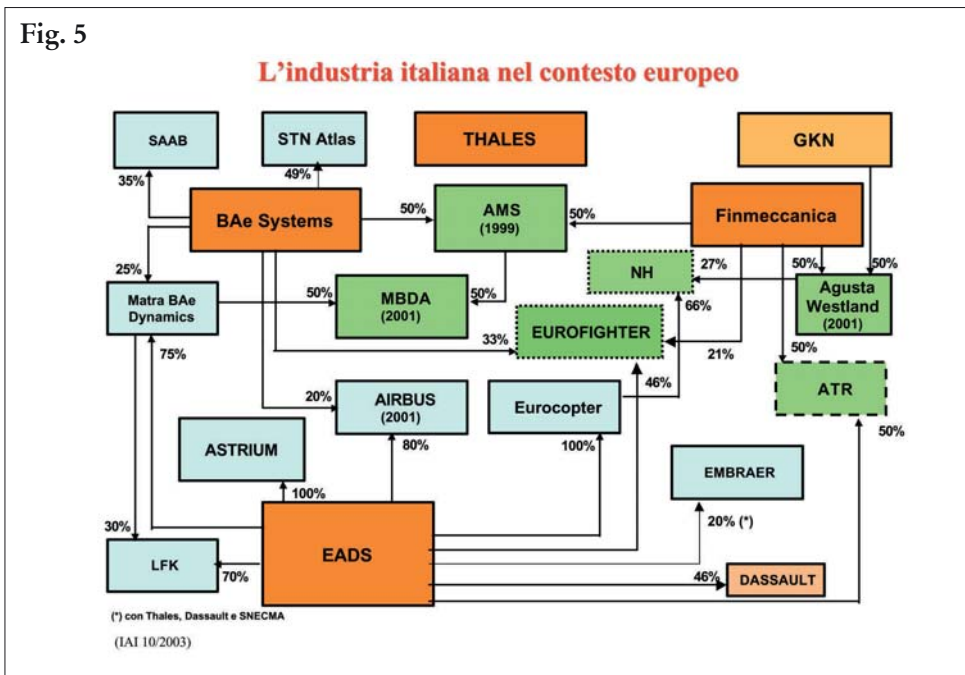 Fig. 5
L'industria italiana nel contesto europeo
SAAB
STN Atlas
THALES
GKN
35%
49%
BAe Systems
50%
AMS
(1999)
50%
Finmeccanica
25%
NH
27%
50%
50%
Matra BAe
Dynamics
50%
MBDA
(2001)
50%
66%
Agusta
Westland
(2001)
75%
33%
EUROFIGHTER
21%
50%
46%
ATR
20%
AIRBUS
(2001)
Eurocopter
50%
80%
100%
ASTRIUM
EMBRAER
100%
20% (*)
30%
EADS
LFK
70%
46%
DASSAULT
(*) con Thales, Dassault e SNECMA
(IAI 10/2003)